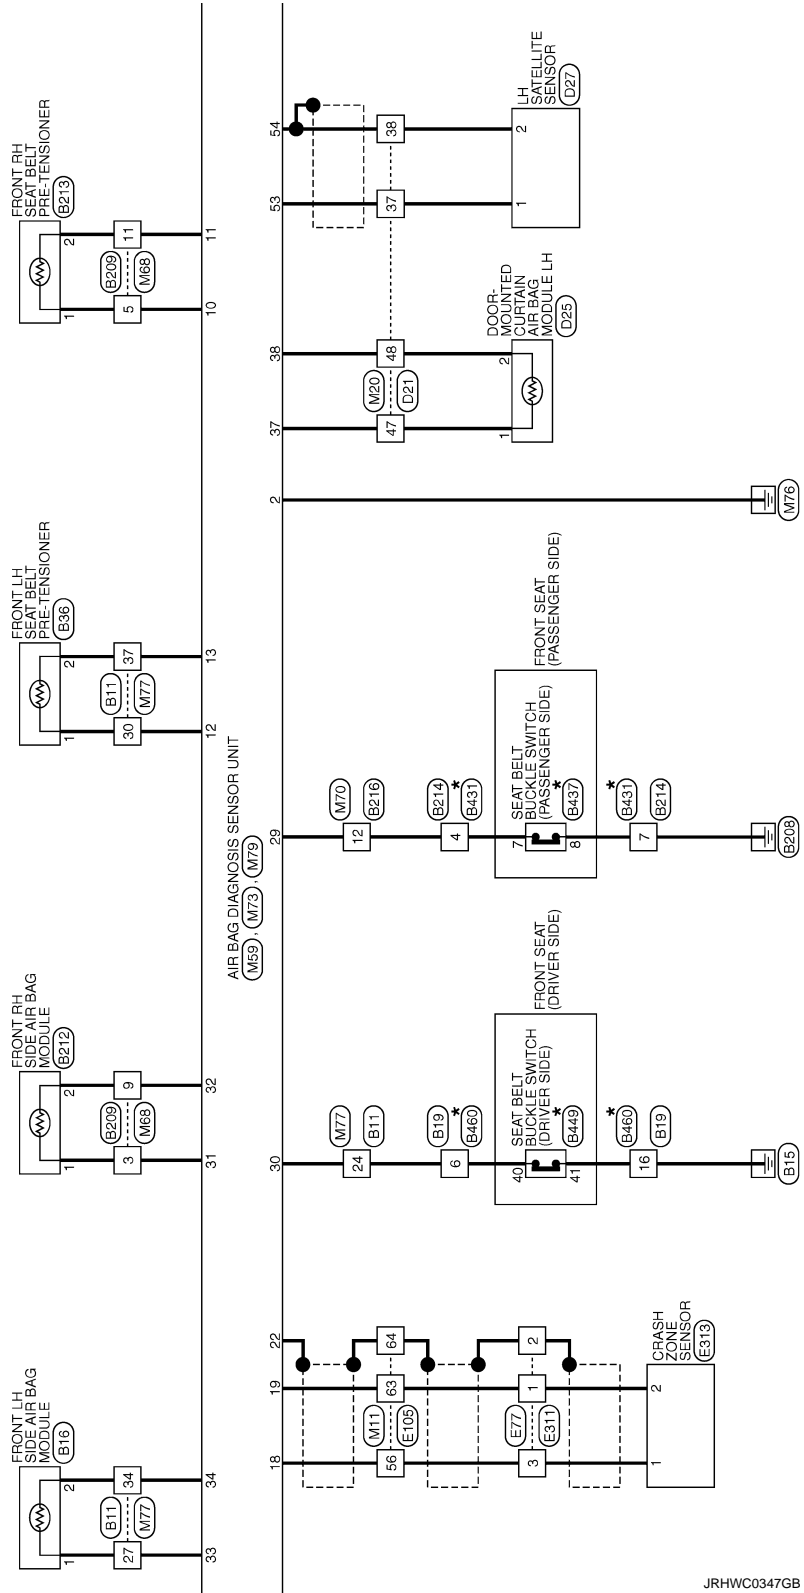 FRONT LH
SIDE AIR BAG
MODULE
B16
1
2
27
34
B11
M77
33
34
FRONT RH
SIDE AIR BAG
MODULE
B212
1
2
3
9
B209
M68
31
32
FRONT LH
SEAT BELT
PRE-TENSIONER
B36
1
2
30
37
B11
M77
12
13
FRONT RH
SEAT BELT
PRE-TENSIONER
B213
1
2
5
11
B209
M68
10
11
AIR BAG DIAGNOSIS SENSOR UNIT
M59 , M73 , M79
18
19
22
56
63
64
M11
E105
3
1
2
E77
E311
1
2
CRASH
ZONE
SENSOR
E313
30
24
M77
B11
6
B19
* B460
40
41
SEAT BELT
BUCKLE SWITCH
(DRIVER SIDE)
* B449
FRONT SEAT
(DRIVER SIDE)
16
* B460
B19
B15
29
12
M70
B216
4
B214
* B431
7
8
SEAT BELT
BUCKLE SWITCH
(PASSENGER SIDE)
* B437
FRONT SEAT
(PASSENGER SIDE)
7
* B431
B214
B208
2
M76
37
38
47
48
M20
D21
1
2
DOOR-
MOUNTED
CURTAIN
AIR BAG
MODULE LH
D25
53
54
37
38
1
2
LH
SATELLITE
SENSOR
D27
JRHWC0347GB